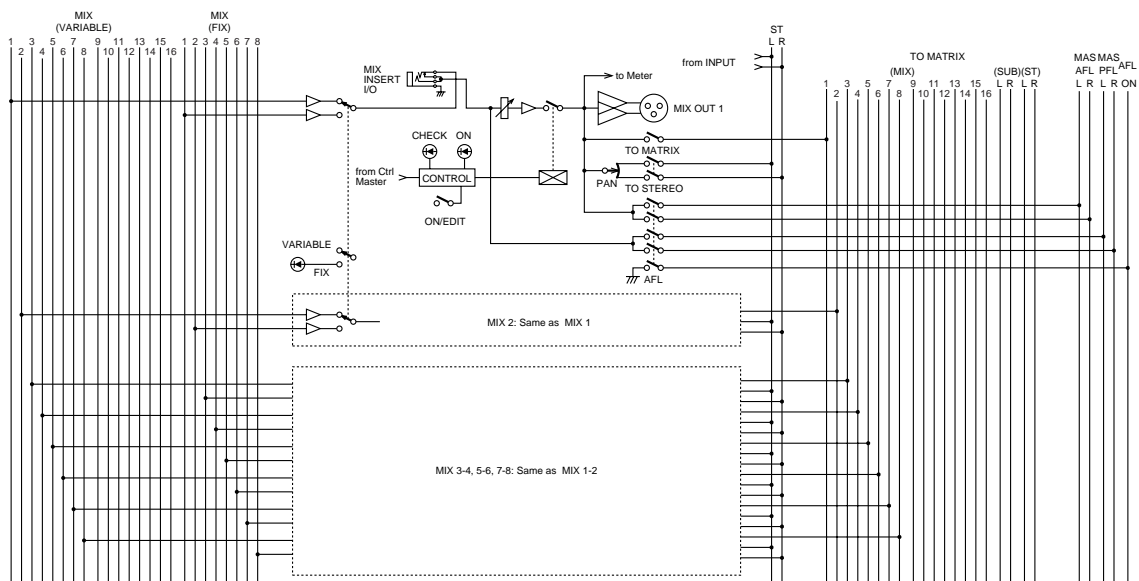 MIX
(VARIABLE)
1 2 3 4 5 6 7 8 9 10 11 12 13 14 15 16
MIX
(FIX)
1 2 3 4 5 6 7 8
MIX
INSERT
I/O
to Meter
from INPUT
ST
L R
MIX OUT 1
CHECK ON
from Ctrl
Master
CONTROL
ON/EDIT
TO MATRIX
PAN
TO STEREO
AFL
VARIABLE
FIX
TO MATRIX
(MIX)
1 2 3 4 5 6 7 8 9 10 11 12 13 14 15 16
(SUB) (ST)
L R L R
MAS MAS AFL
AFL PFL ON
L R L R
MIX 2: Same as MIX 1
MIX 3-4, 5-6, 7-8: Same as MIX 1-2